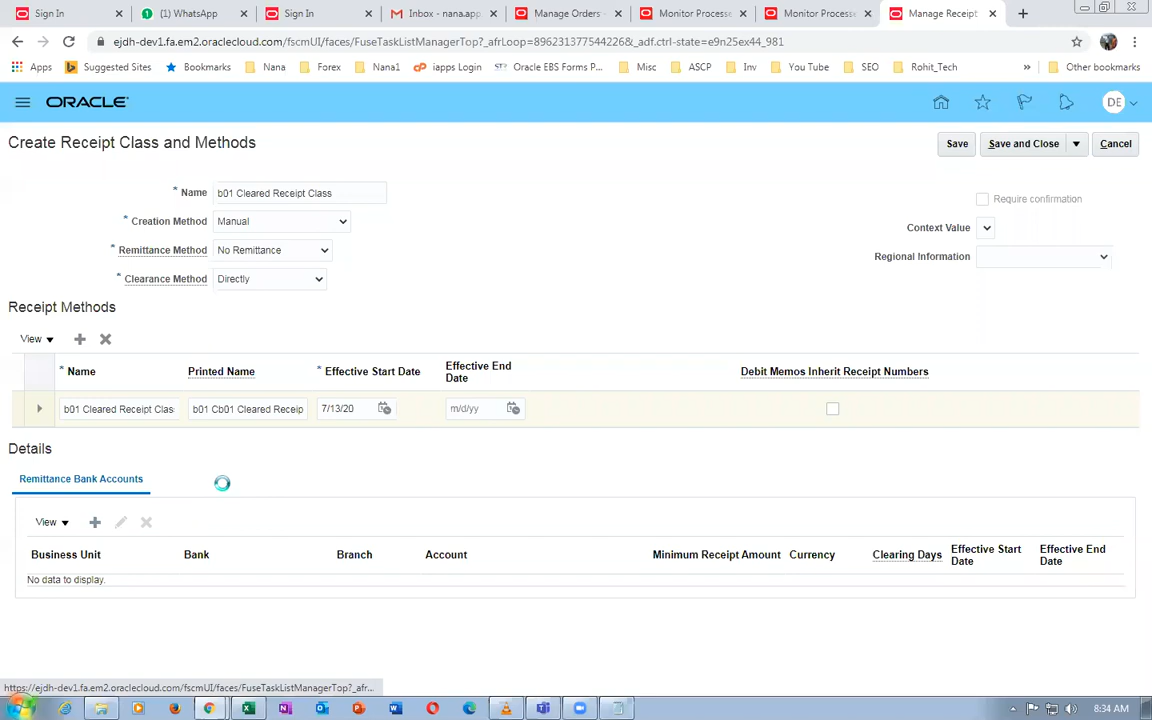 Sign In
(1) WhatsApp
Sign In
Inbox - nana.app
Manage Orders -
Monitor Processe
Monitor Processe
Manage Receipt
ejdh-dev1.fa.em2.oraclecloud.com/fscmUI/faces/FuseTaskListManagerTop?_afrLoop=8962313775442268&_adf.ctrl-state=e9n25ex44_981
Apps
Suggested Sites
Bookmarks
Nana
Forex
Nana1
iapps Login
Oracle EBS Forms P...
Misc
ASCP
Inv
You Tube
SEO
Rohit_Tech
»
Other bookmarks
ORACLE
DE
Create Receipt Class and Methods
Save
Save and Close
Cancel
* Name b01 Cleared Receipt Class
* Creation Method Manual
* Remittance Method No Remittance
* Clearance Method Directly
Require confirmation
Context Value
Regional Information
Receipt Methods
View
* Name
Printed Name
* Effective Start Date
Effective End
Date
Debit Memos Inherit Receipt Numbers
b01 Cleared Receipt Clas
b01 Cb01 Cleared Receip
7/13/20
m/d/yy
Details
Remittance Bank Accounts
View
Business Unit
Bank
Branch
Account
Minimum Receipt Amount
Currency
Clearing Days
Effective Start
Date
Effective End
Date
No data to display.
https://ejdh-dev1.fa.em2.oraclecloud.com/fscmUI/faces/FuseTaskListManagerTop?_afr...
8:34 AM